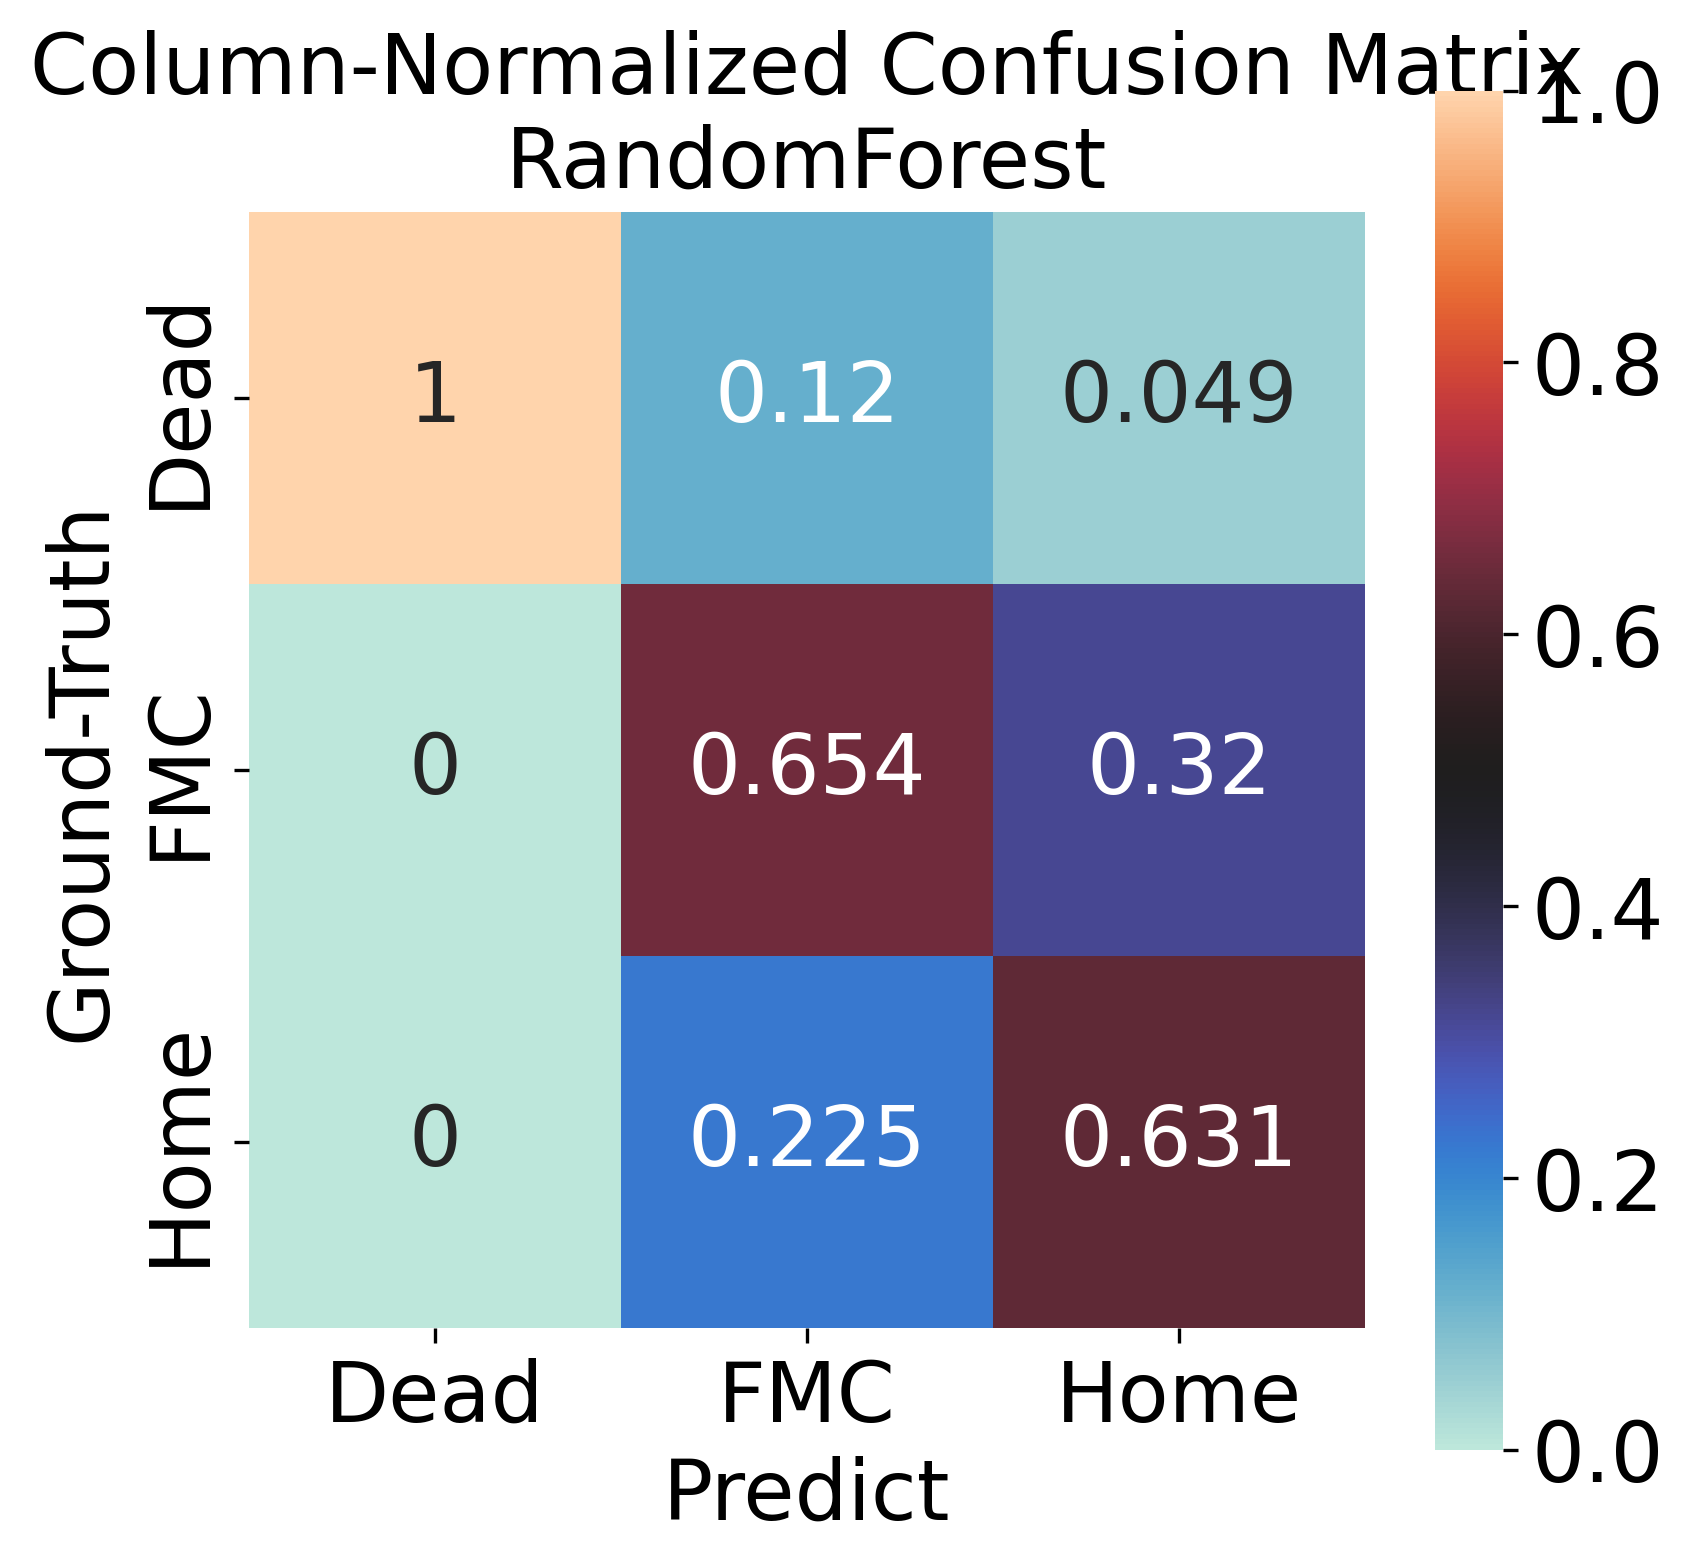 Column-Normalized Confusion Matrix
RandomForest
Ground-Truth
Dead
FMC
Home
1 0.12 0.049
0 0.654 0.32
0 0.225 0.631
Dead FMC Home
Predict
1.0
0.8
0.6
0.4
0.2
0.0